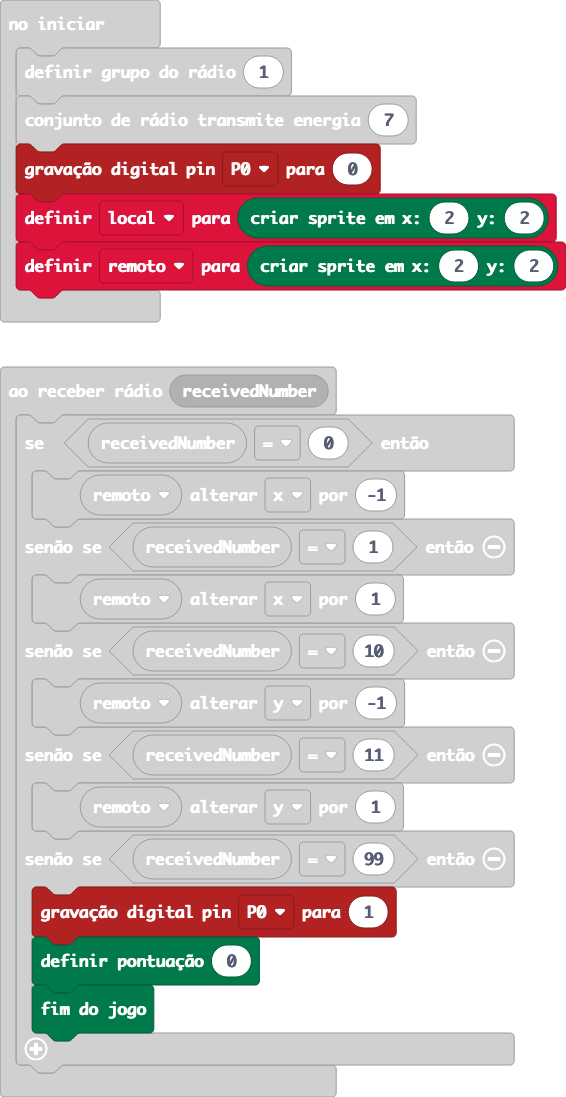 no iniciar
definir grupo do rádio 1
conjunto de rádio transmite energia 7
gravação digital pin P0 para 0
definir local para criar sprite em x: 2 y: 2
definir remoto para criar sprite em x: 2 y: 2
ao receber rádio receivedNumber
se receivedNumber = 0 então
remoto alterar x por -1
senão se receivedNumber = 1 então
remoto alterar x por 1
senão se receivedNumber = 10 então
remoto alterar y por -1
senão se receivedNumber = 11 então
remoto alterar y por 1
senão se receivedNumber = 99 então
gravação digital pin P0 para 1
definir pontuação 0
fim do jogo